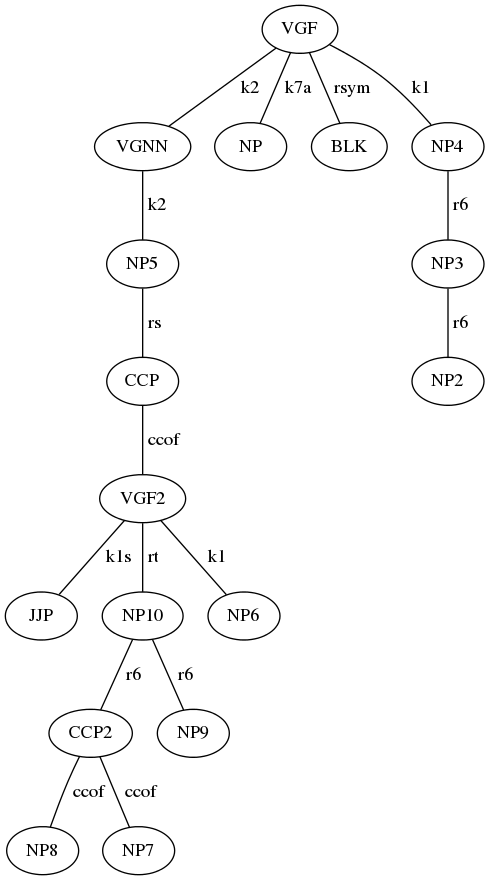 VGF
k2 k7a rsym k1
VGNN NP BLK NP4
k2 r6
NP5 NP3
rs r6
CCP NP2
ccof
VGF2
k1s rt k1
JJP NP10 NP6
r6 r6
CCP2 NP9
ccof ccof
NP8 NP7